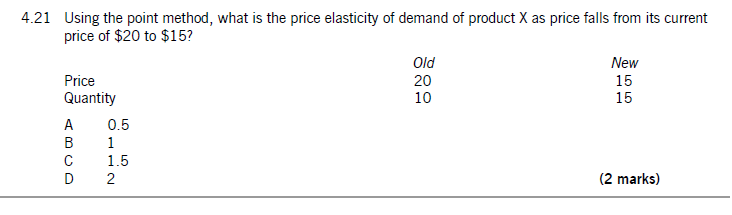 4.21 Using the point method, what is the price elasticity of demand of product X as price falls from its current
price of $20 to $15?
Old New
Price 20 15
Quantity 10 15
A 0.5
B 1
C 1.5
D 2 (2 marks)